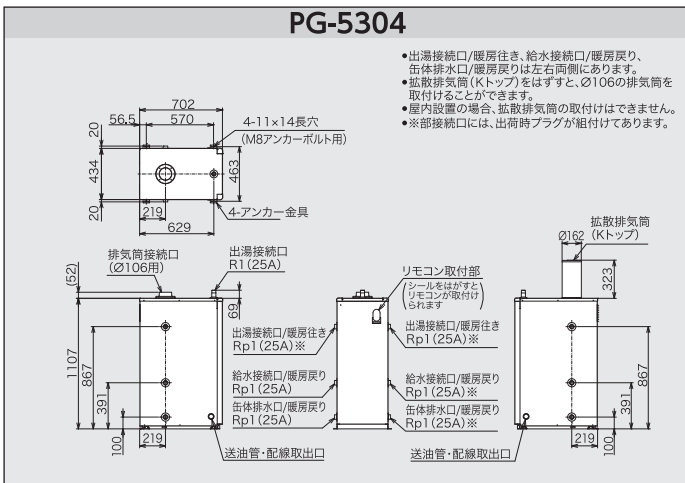 PG-5304
●出湯接続口/暖房往き、給水接続口/暖房戻り、
缶体排水口/暖房戻りは左右両側にあります。
●拡散排気筒(Kトップ)をはずすと、Ø106の排気筒を
取付けることができます。
●屋内設置の場合、拡散排気筒の取付けはできません。
●※部接続口には、出荷時プラグが組付けてあります。
702
56.5
570
4-11×14長穴
(M8アンカーボルト用)
20
434
20
463
219
629
4-アンカー金具
排気筒接続口
(Ø106用)
出湯接続口
R1(25A)
(52)
69
1107
867
391
100
219
送油管・配線取出口
出湯接続口/暖房往き
Rp1(25A)※
給水接続口/暖房戻り
Rp1(25A)
缶体排水口/暖房戻り
Rp1(25A)
リモコン取付部
(シールをはがすと
リモコンが取付け
られます)
出湯接続口/暖房往き
Rp1(25A)※
給水接続口/暖房戻り
Rp1(25A)※
缶体排水口/暖房戻り
Rp1(25A)※
拡散排気筒
(Kトップ)
Ø162
323
867
391
100
219
送油管・配線取出口